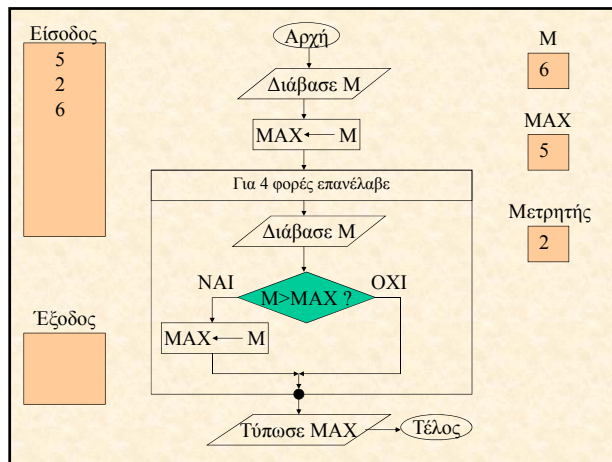 Είσοδος
5
2
6
Έξοδος
Αρχή
Διάβασε Μ
ΜΑΧ ← Μ
Για 4 φορές επανέλαβε
Διάβασε Μ
ΝΑΙ ΟΧΙ
Μ>ΜΑΧ ?
ΜΑΧ ← Μ
Τύπωσε ΜΑΧ Τέλος
Μ
6
ΜΑΧ
5
Μετρητής
2